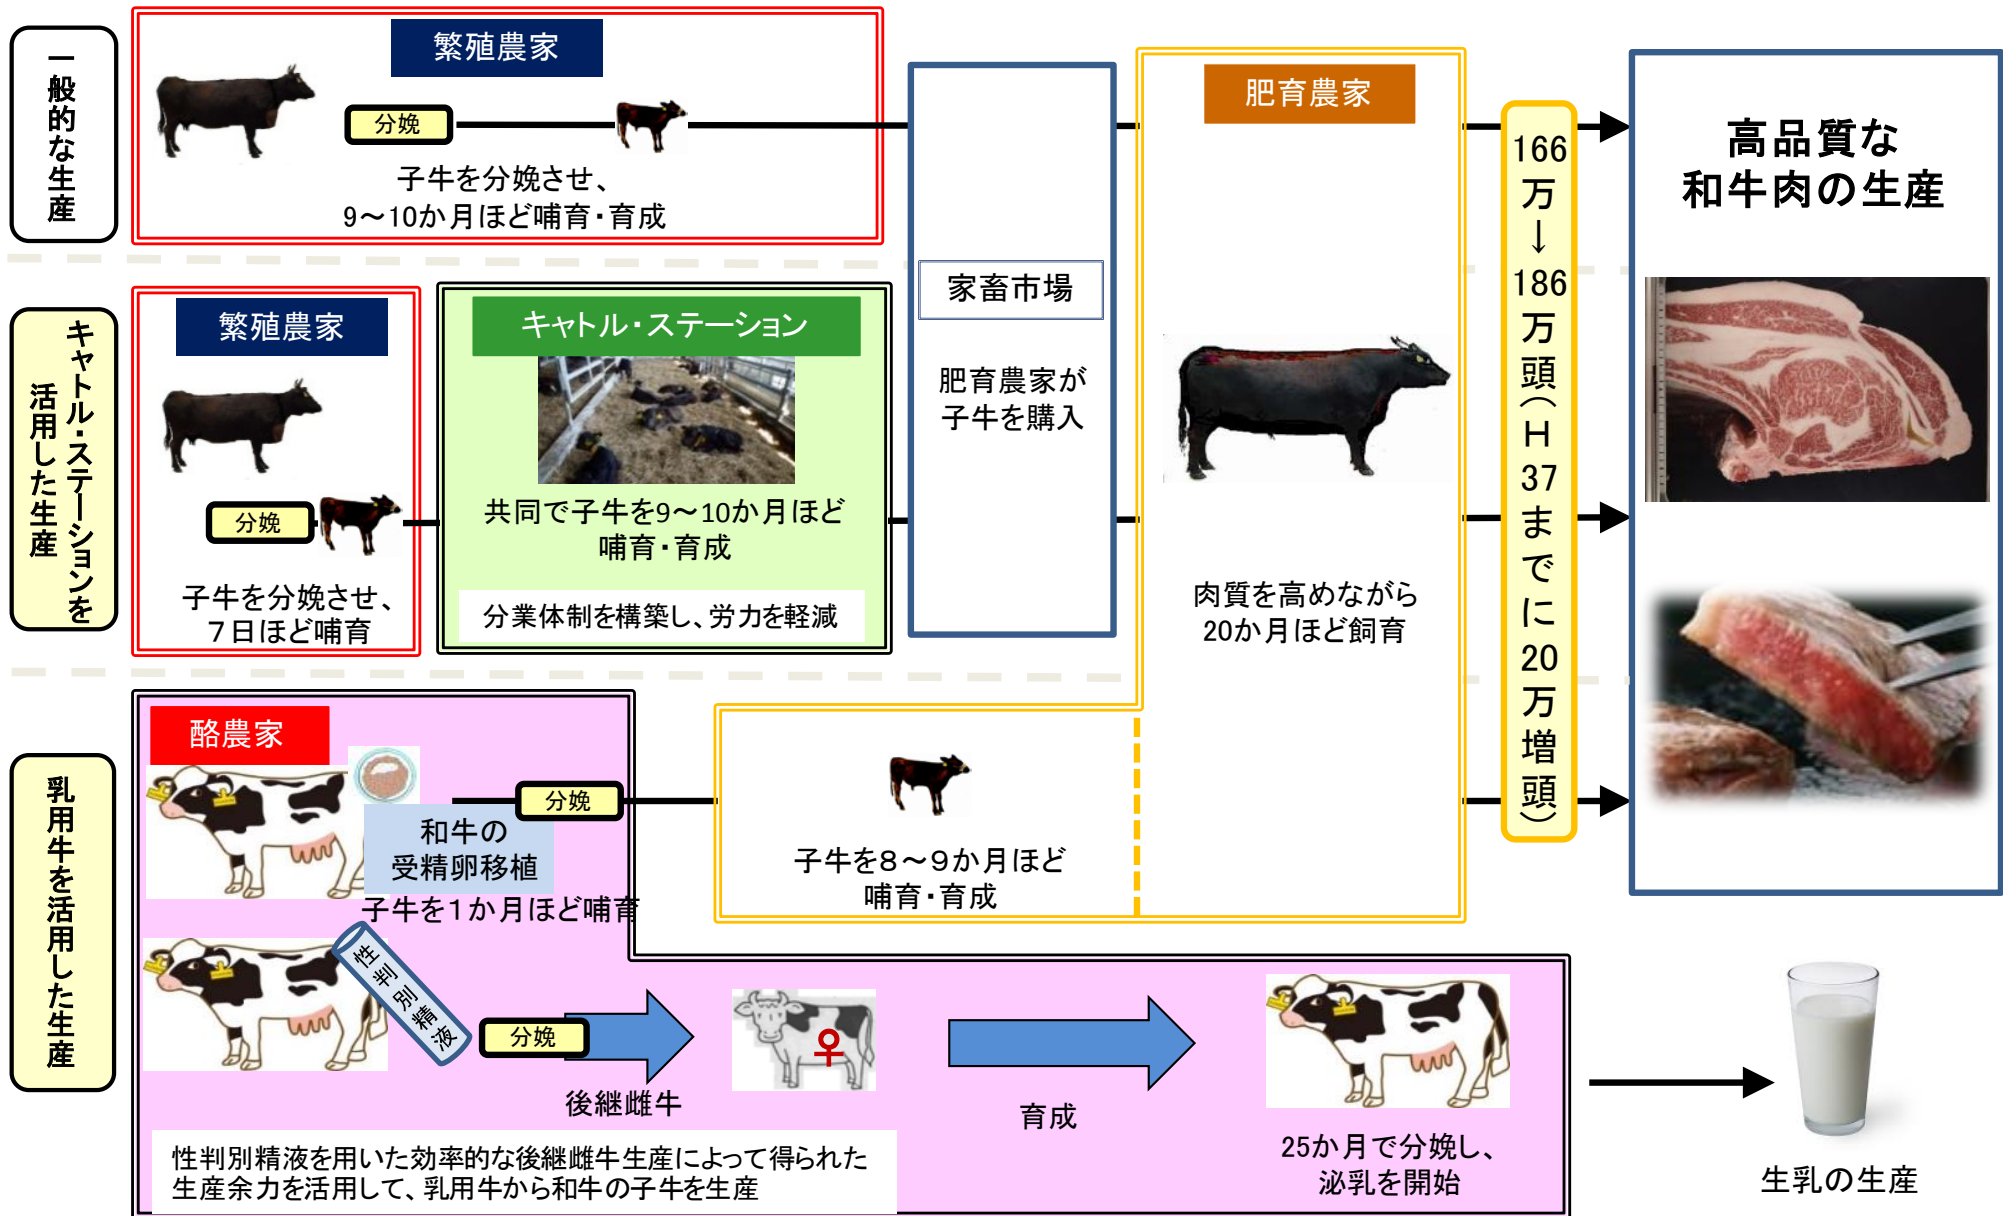 一般的な生産
繁殖農家
分娩
子牛を分娩させ、
9～10か月ほど哺育・育成
キャトル・ステーションを
活用した生産
繁殖農家
分娩
子牛を分娩させ、
７日ほど哺育
キャトル・ステーション
共同で子牛を9～10か月ほど
哺育・育成
分業体制を構築し、労力を軽減
家畜市場
肥育農家が
子牛を購入
肥育農家
肉質を高めながら
20か月ほど飼育
166万→186万頭（H37までに20万増頭）
高品質な
和牛肉の生産
乳用牛を活用した生産
酪農家
和牛の
受精卵移植
分娩
子牛を１か月ほど哺育
子牛を８～９か月ほど
哺育・育成
性判別精液
分娩
後継雌牛
♀
育成
25か月で分娩し、
泌乳を開始
性判別精液を用いた効率的な後継雌牛生産によって得られた
生産余力を活用して、乳用牛から和牛の子牛を生産
生乳の生産